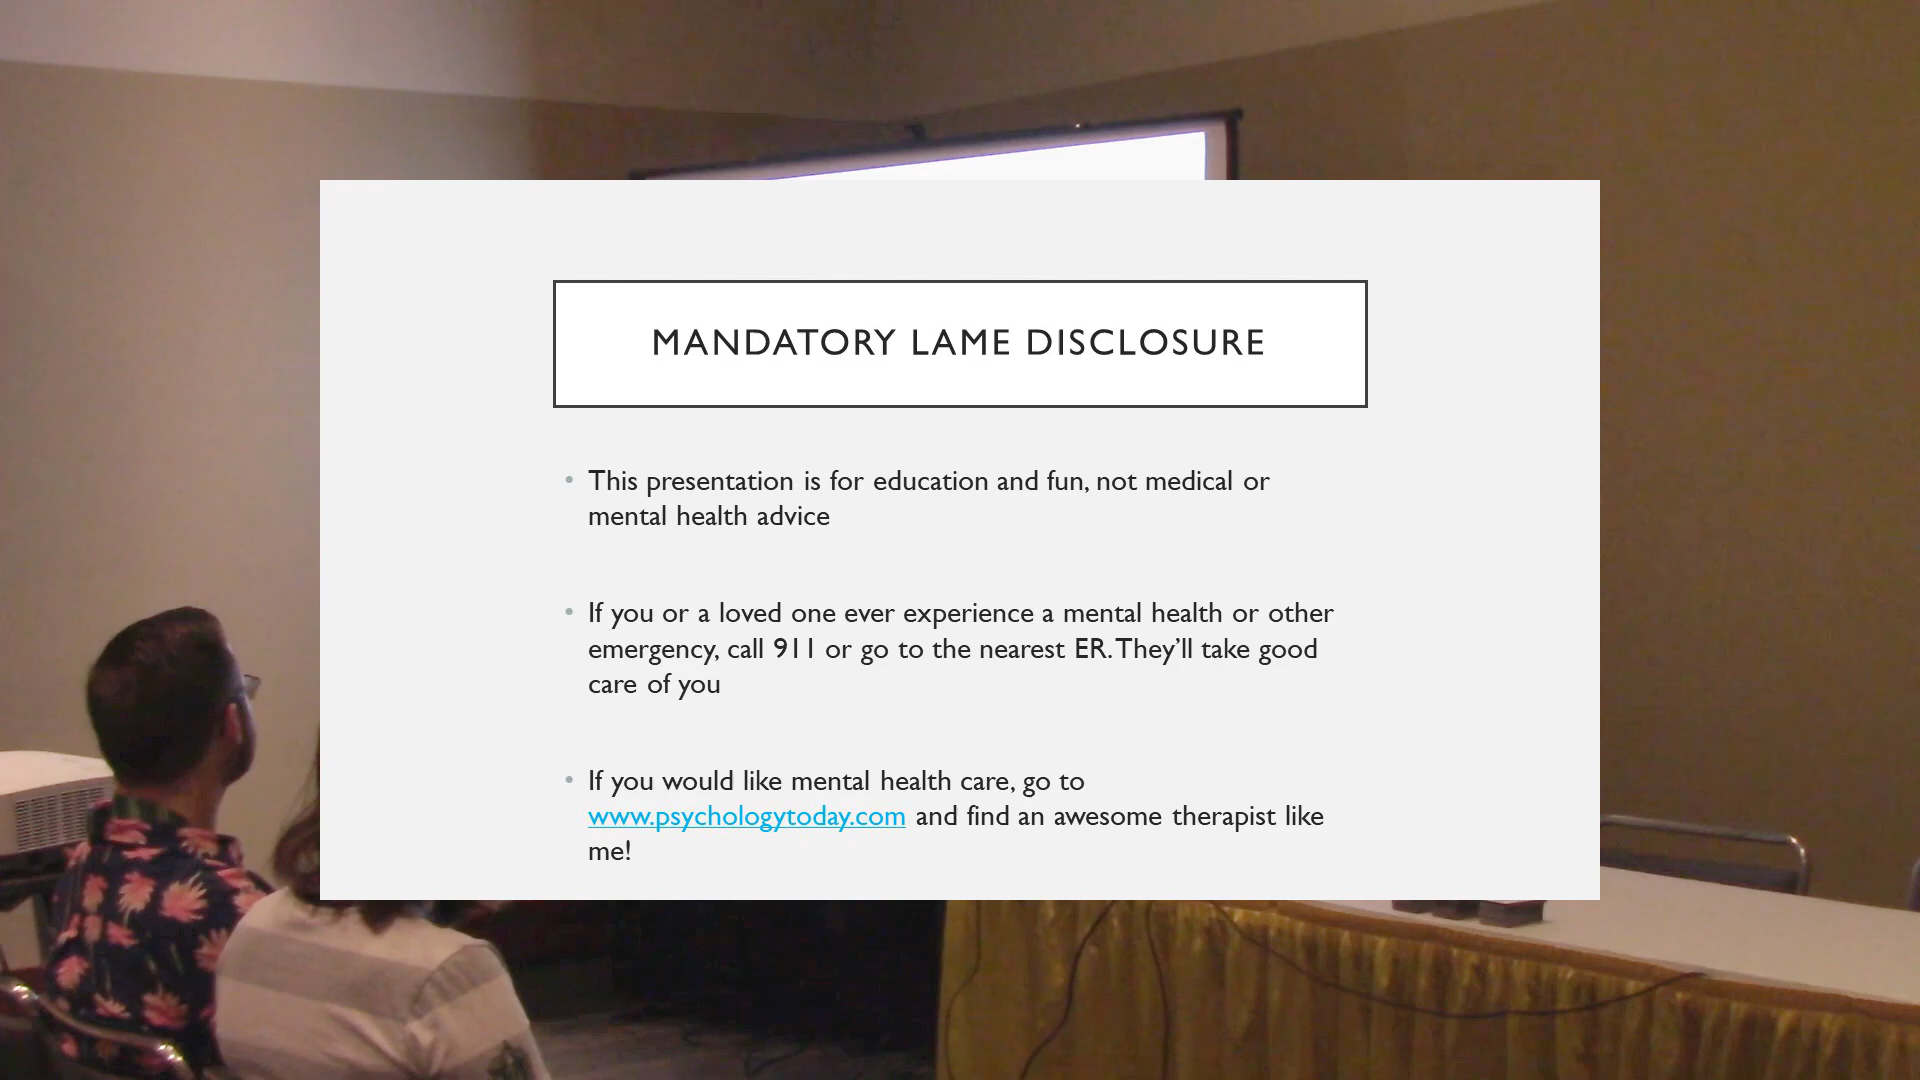 MANDATORY LAME DISCLOSURE
• This presentation is for education and fun, not medical or
mental health advice
• If you or a loved one ever experience a mental health or other
emergency, call 911 or go to the nearest ER. They’ll take good
care of you
• If you would like mental health care, go to
www.psychologytoday.com and find an awesome therapist like
me!